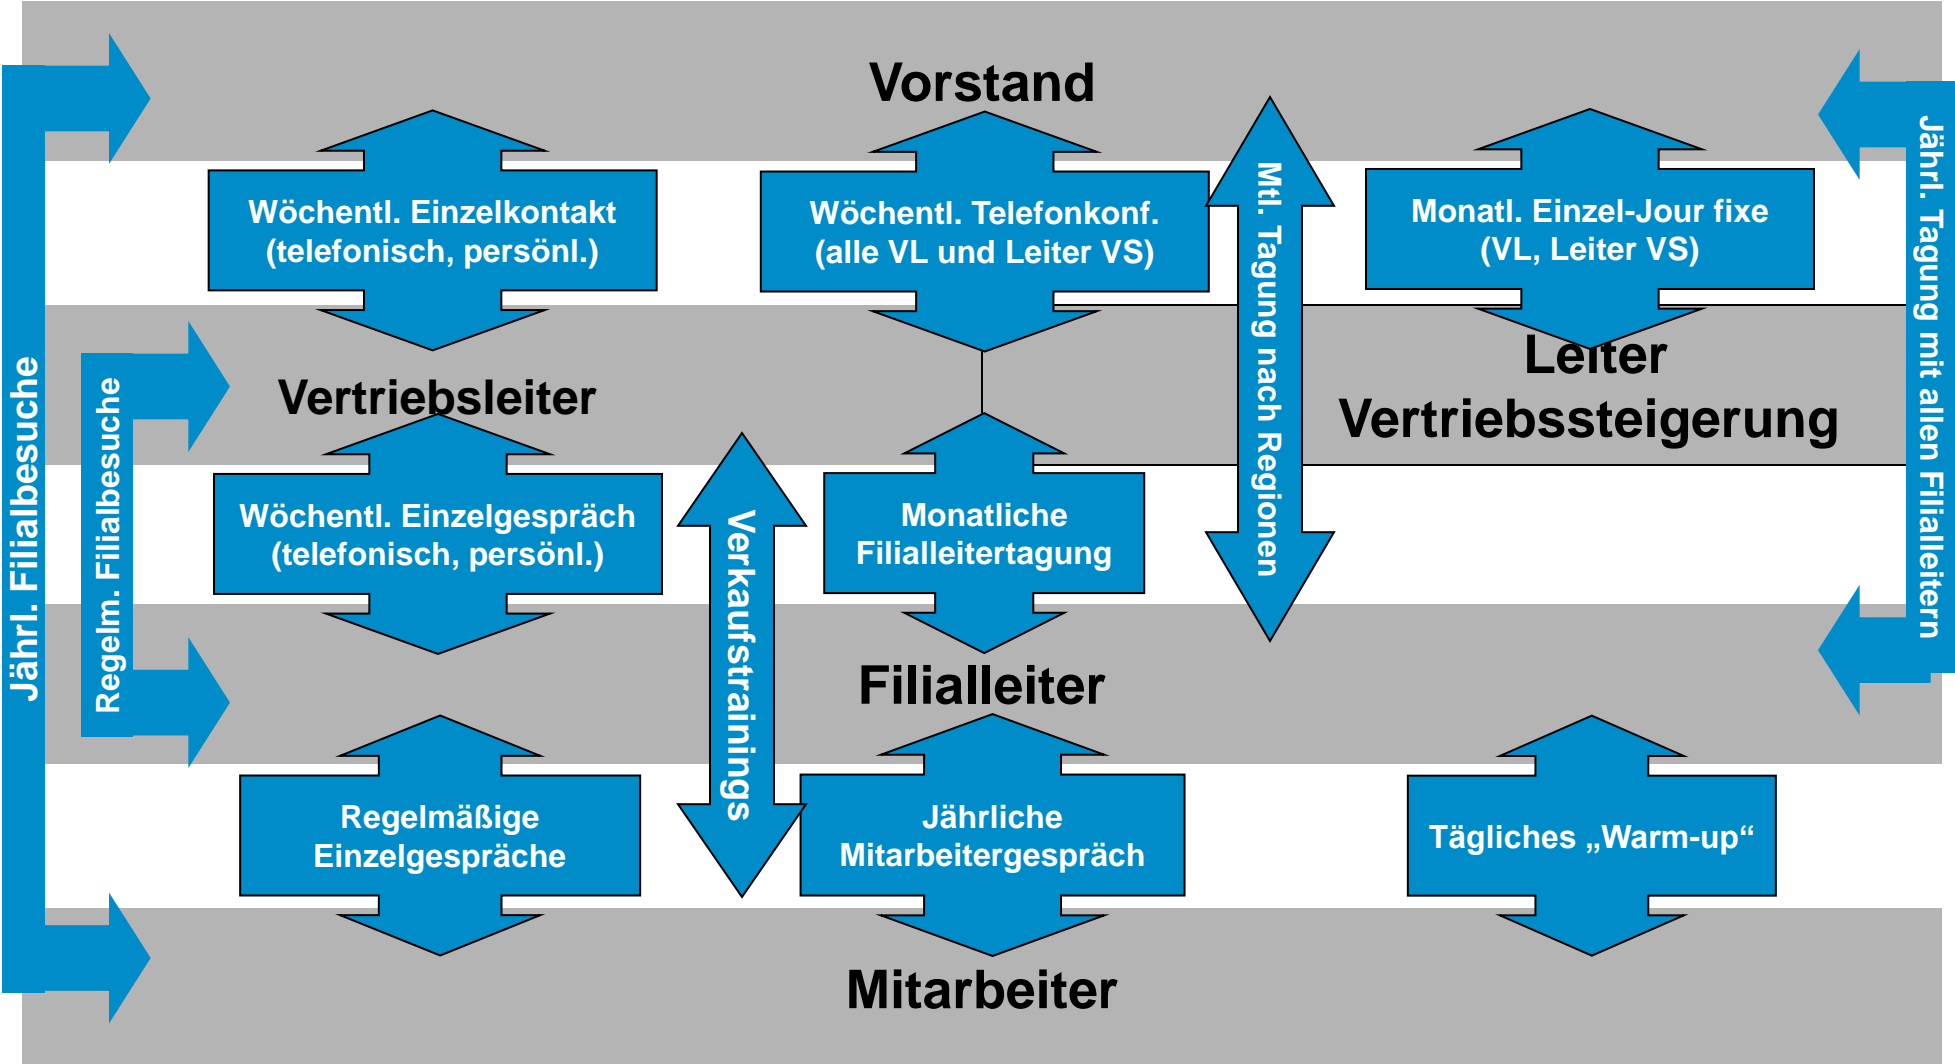 Vorstand
Wöchentl. Einzelkontakt
(telefonisch, persönl.)
Wöchentl. Telefonkonf.
(alle VL und Leiter VS)
Mtl. Tagung nach Regionen
Monatl. Einzel-Jour fixe
(VL, Leiter VS)
Jährl. Tagung mit allen Filialleitern
Jährl. Filialbesuche
Regelm. Filialbesuche
Vertriebsleiter
Leiter
Vertriebssteigerung
Wöchentl. Einzelgespräch
(telefonisch, persönl.)
Verkaufstrainings
Monatliche
Filialleitertagung
Filialleiter
Regelmäßige
Einzelgespräche
Jährliche
Mitarbeitergespräch
Tägliches „Warm-up“
Mitarbeiter